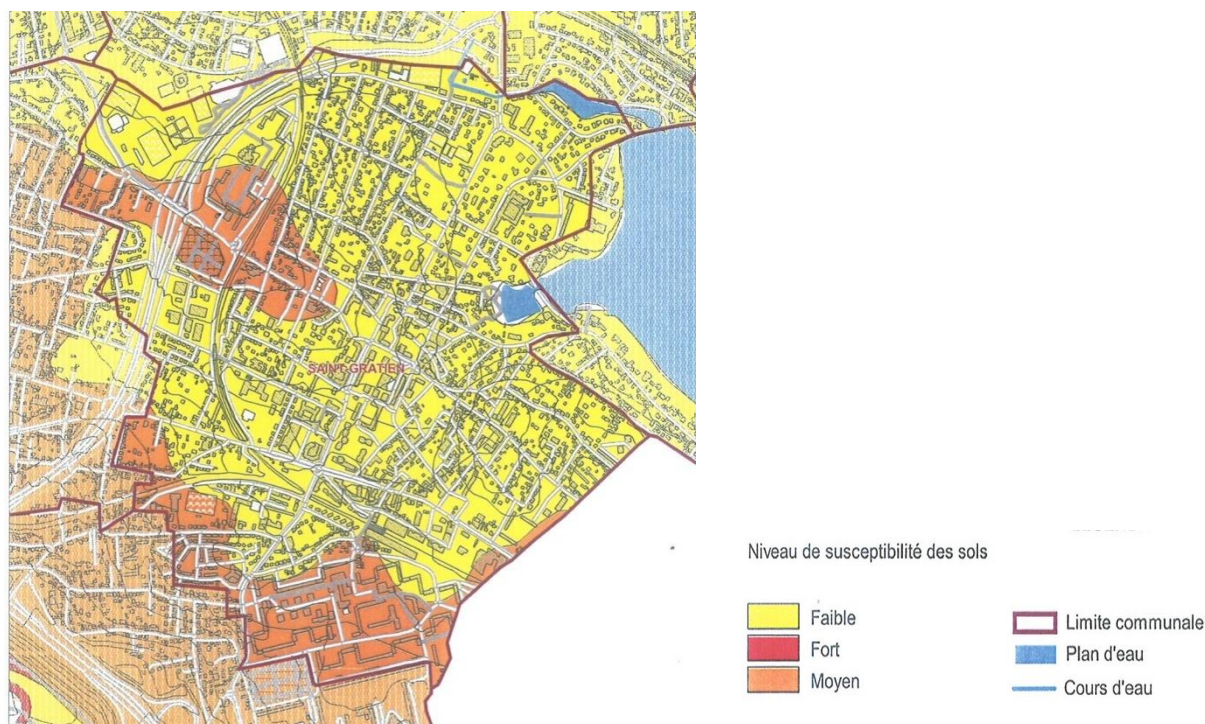 SAINT-GRATIEN
Niveau de susceptibilité des sols
Faible
Fort
Moyen
Limite communale
Plan d'eau
Cours d'eau